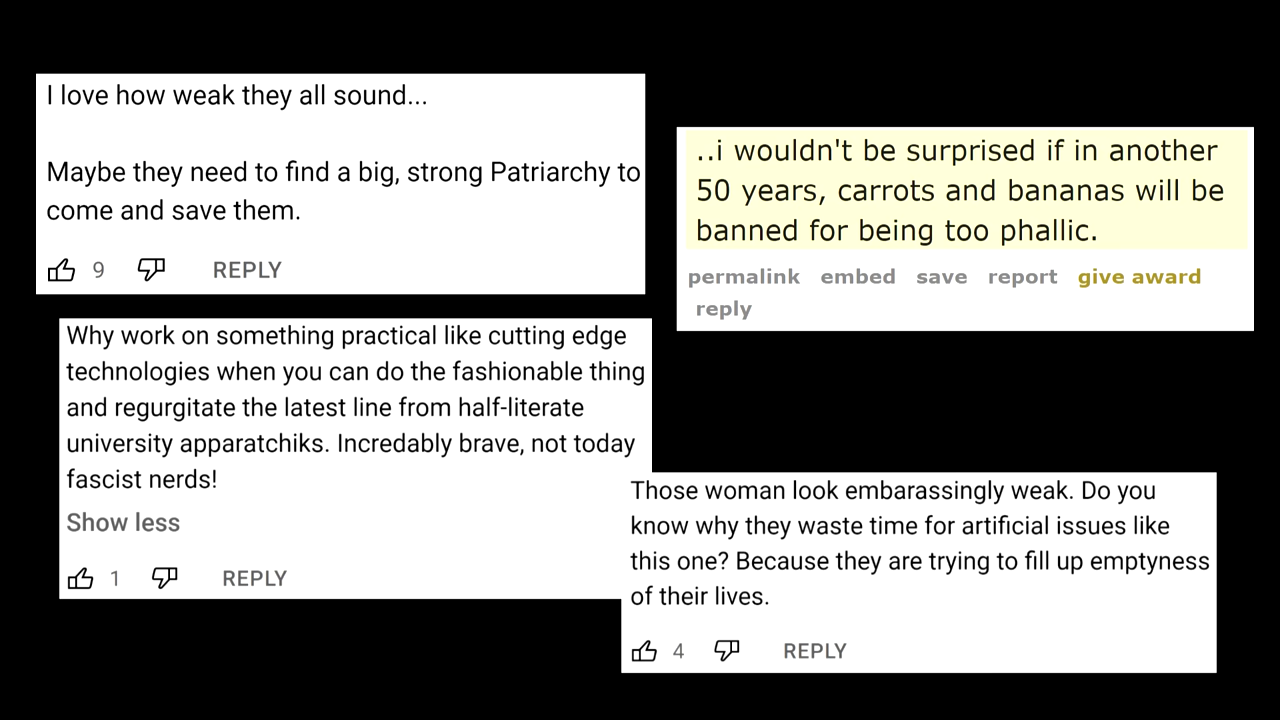 I love how weak they all sound...
Maybe they need to find a big, strong Patriarchy to
come and save them.
9 REPLY
..i wouldn't be surprised if in another
50 years, carrots and bananas will be
banned for being too phallic.
permalink embed save report give award
reply
Why work on something practical like cutting edge
technologies when you can do the fashionable thing
and regurgitate the latest line from half-literate
university apparatchiks. Incredably brave, not today
fascist nerds!
Show less
1 REPLY
Those woman look embarassingly weak. Do you
know why they waste time for artificial issues like
this one? Because they are trying to fill up emptyness
of their lives.
4 REPLY